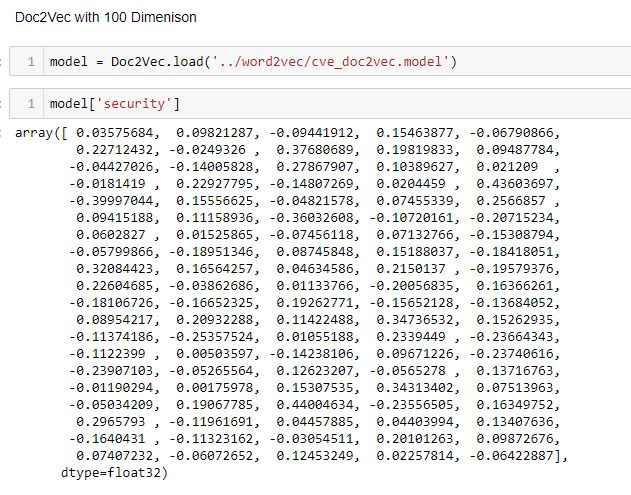 Doc2Vec with 100 Dimenison
1 model = Doc2Vec.load('../word2vec/cve_doc2vec.model')
1 model['security']
array([ 0.03575684, 0.09821287, -0.09441912, 0.15463877, -0.06790866,
0.22712432, -0.0249326 , 0.37680689, 0.19819833, 0.09487784,
-0.04427026, -0.14005828, 0.27867907, 0.10389627, 0.021209 ,
-0.0181419 , 0.22927795, -0.14807269, 0.0204459 , 0.43603697,
-0.39997044, 0.15556625, -0.04821578, 0.07455339, 0.2566857 ,
0.09415188, 0.11158936, -0.36032608, -0.10720161, -0.20715234,
0.0602827 , 0.01525865, -0.07456118, 0.07132766, -0.15308794,
-0.05799866, -0.18951346, 0.08745848, 0.15188037, -0.18418051,
0.32084423, 0.16564257, 0.04634586, 0.2150137 , -0.19579376,
0.22604685, -0.03862686, 0.01133766, -0.20056835, 0.16366261,
-0.18106726, -0.16652325, 0.19262771, -0.15652128, -0.13684052,
0.08954217, 0.20932288, 0.11422488, 0.34736532, 0.15262935,
-0.11374186, -0.25357524, 0.01055188, 0.2339449 , -0.23664343,
-0.1122399 , 0.00503597, -0.14238106, 0.09671226, -0.23740616,
-0.23907103, -0.05265564, 0.12623207, -0.0565278 , 0.13716763,
-0.01190294, 0.00175978, 0.15307535, 0.34313402, 0.07513963,
-0.05034209, 0.19067785, 0.44004634, -0.23556505, 0.16349752,
0.2965793 , -0.11961691, 0.04457885, 0.04403994, 0.13407636,
-0.1640431 , -0.11323162, -0.03054511, 0.20101263, 0.09872676,
0.07407232, -0.06072652, 0.12453249, 0.02257814, -0.06422887],
dtype=float32)